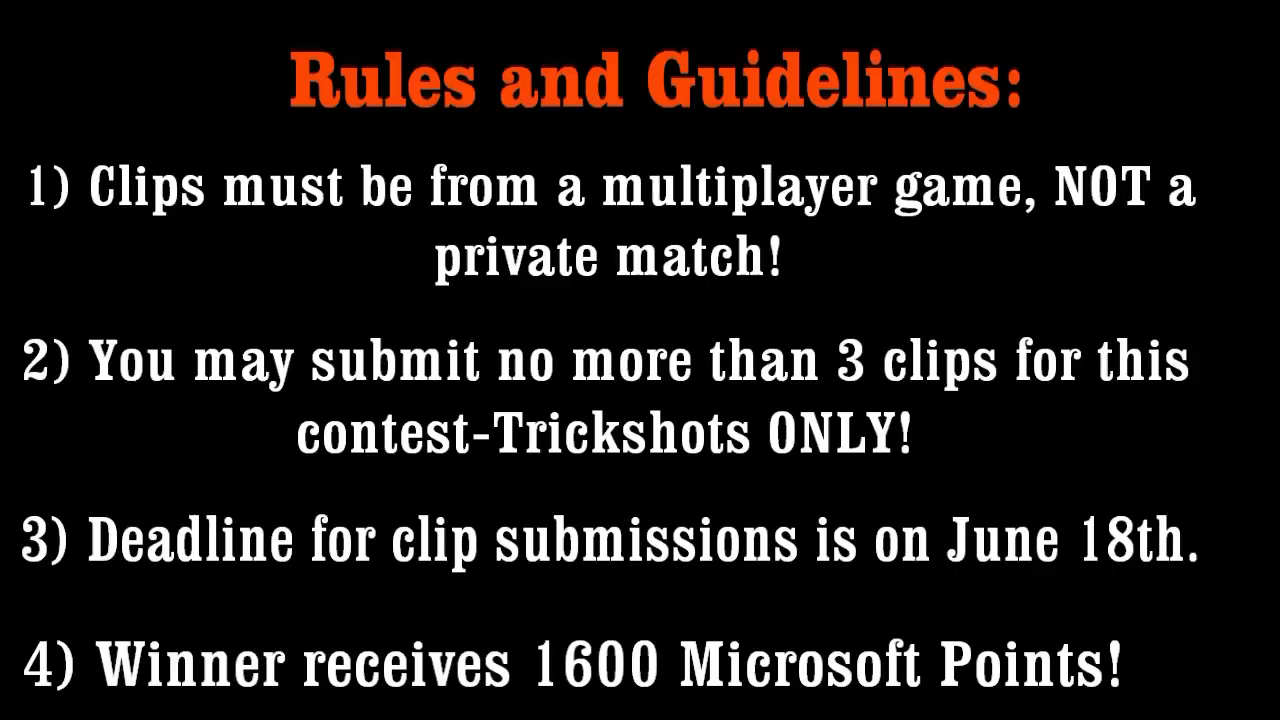 Rules and Guidelines:
1) Clips must be from a multiplayer game, NOT a
private match!
2) You may submit no more than 3 clips for this
contest-Trickshots ONLY!
3) Deadline for clip submissions is on June 18th.
4) Winner receives 1600 Microsoft Points!